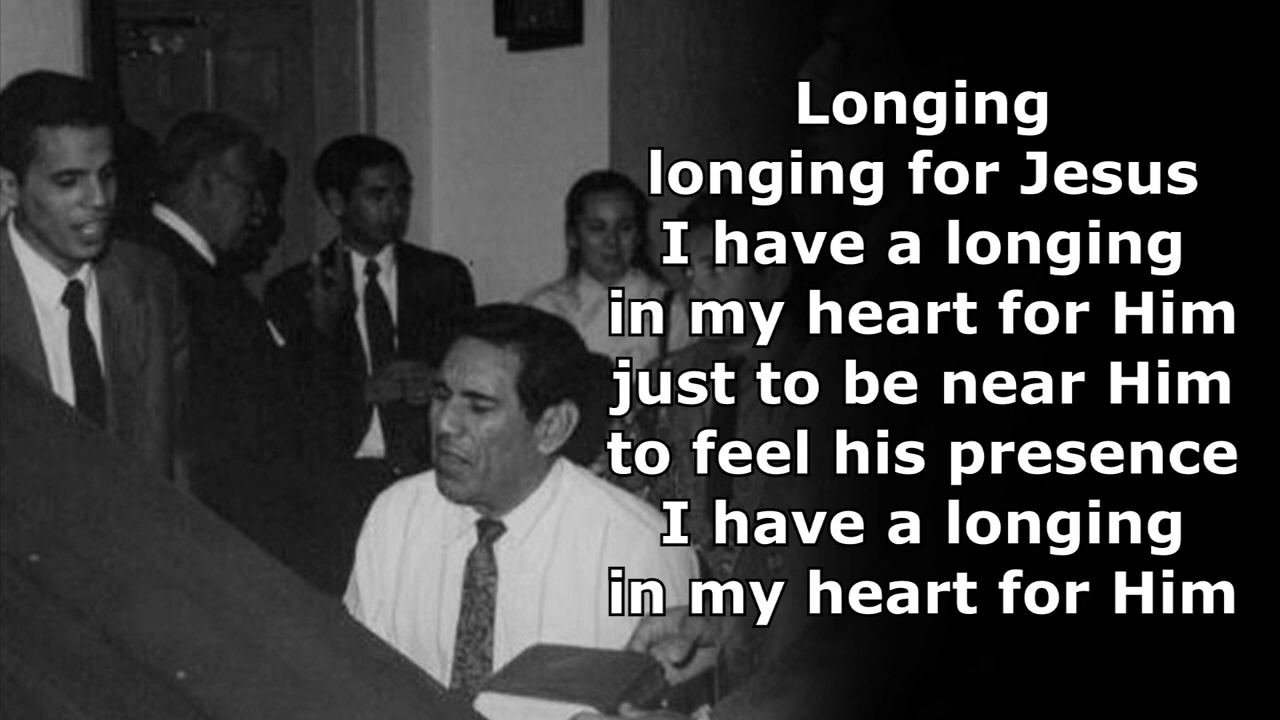 Longing
longing for Jesus
I have a longing
in my heart for Him
just to be near Him
to feel his presence
I have a longing
in my heart for Him